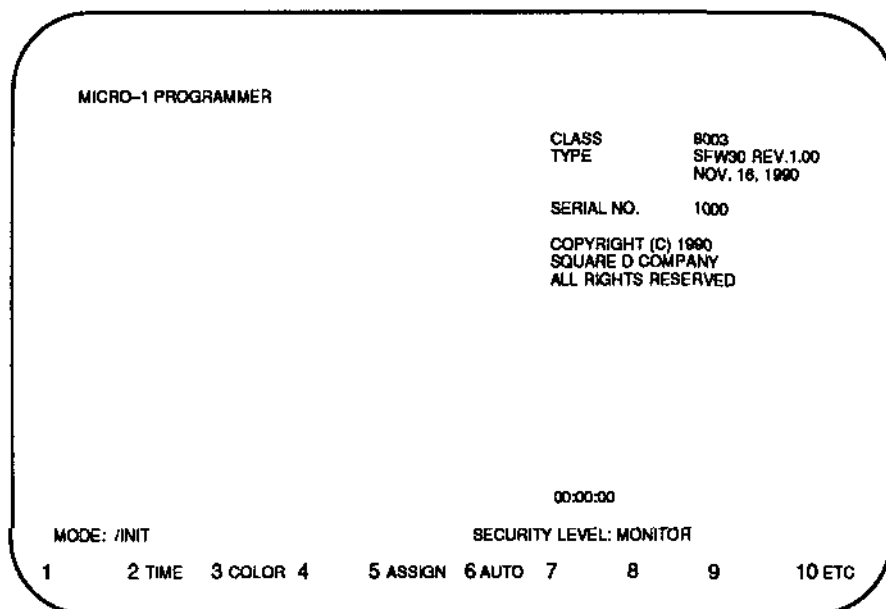 MICRO-1 PROGRAMMER
CLASS 8003
TYPE SFW30 REV.1.00
NOV. 16, 1990
SERIAL NO. 1000
COPYRIGHT (C) 1990
SQUARE D COMPANY
ALL RIGHTS RESERVED
00:00:00
MODE: /INIT SECURITY LEVEL: MONITOR
1 2 TIME 3 COLOR 4 5 ASSIGN 6 AUTO 7 8 9 10 ETC